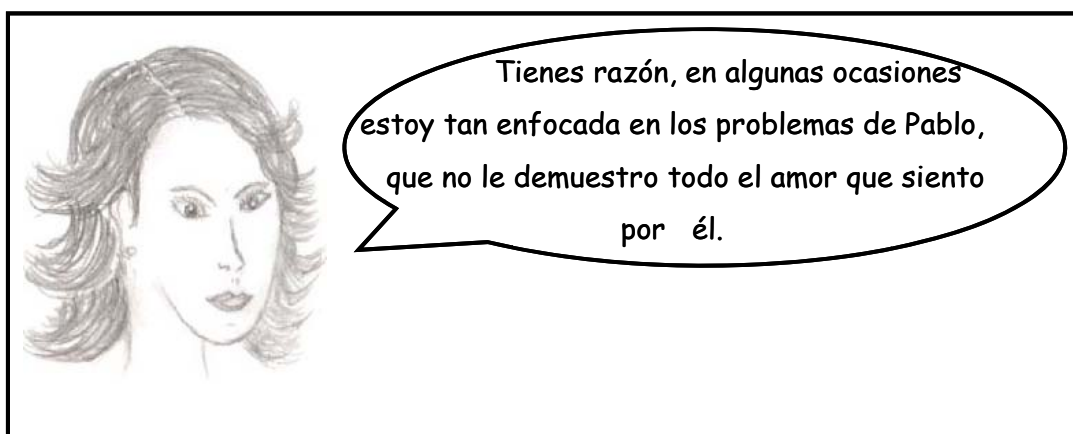 Tienes razón, en algunas ocasiones
estoy tan enfocada en los problemas de Pablo,
que no le demuestro todo el amor que siento
por él.